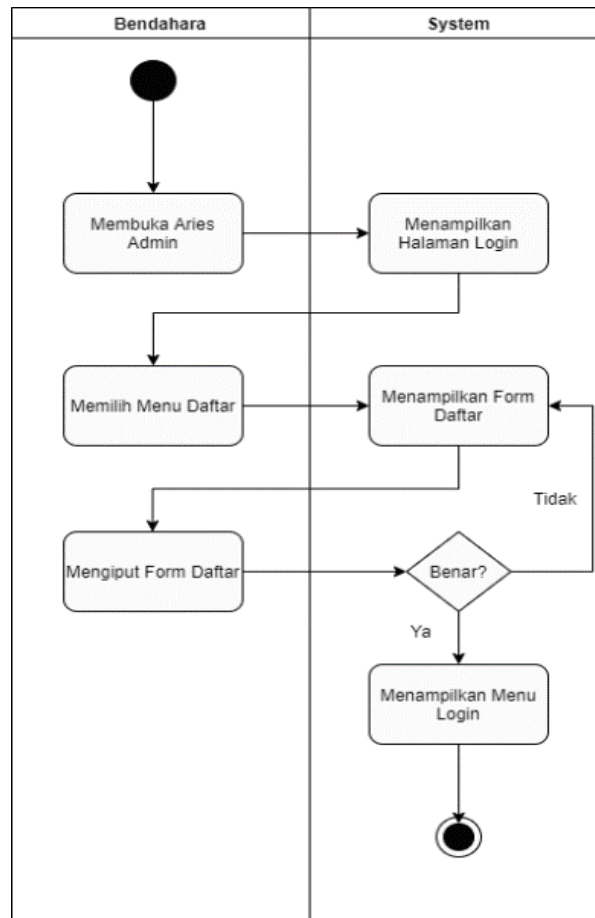 Bendahara
System
Membuka Aries
Admin
Menampilkan
Halaman Login
Memilih Menu Daftar
Menampilkan Form
Daftar
Tidak
Mengiput Form Daftar
Benar?
Ya
Menampilkan Menu
Login